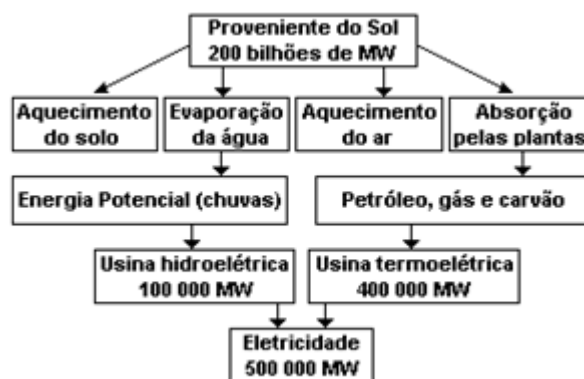 Proveniente do Sol
200 bilhões de MW
Aquecimento
do solo
Evaporação
da água
Aquecimento
do ar
Absorção
pelas plantas
Energia Potencial (chuvas)
Petróleo, gás e carvão
Usina hidroelétrica
100 000 MW
Usina termoelétrica
400 000 MW
Eletricidade
500 000 MW